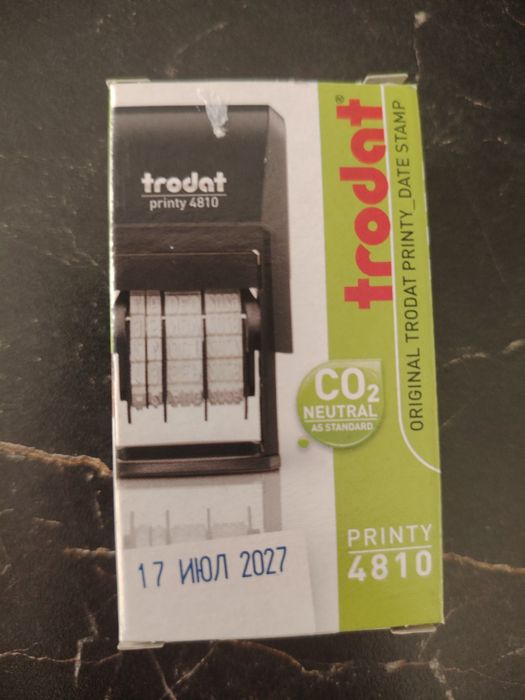 trodat
printy 4810
trodat®
ORIGINAL TRODAT PRINTY_DATE STAMP
CO2
NEUTRAL
AS STANDARD.
PRINTY
4810
17 ИЮЛ 2027